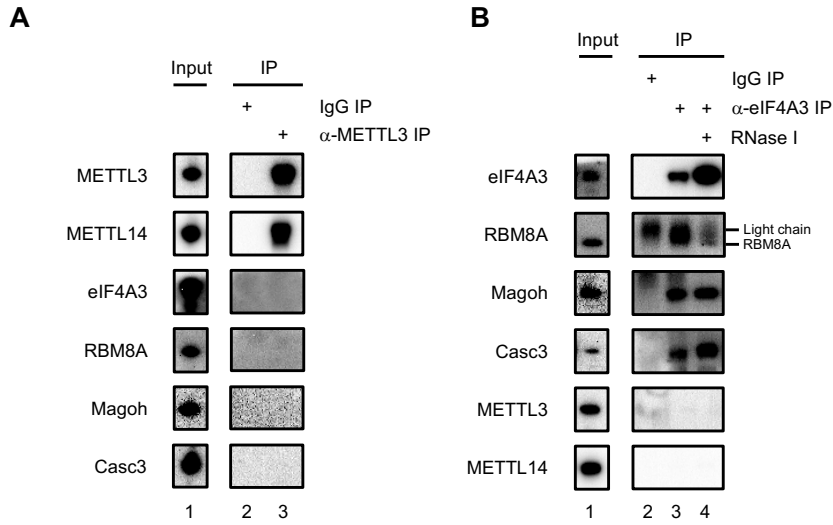 A
Input IP
+ IgG IP
+ α-METTL3 IP
METTL3
METTL14
eIF4A3
RBM8A
Magoh
Casc3
1 2 3
B
Input IP
+ IgG IP
+ + α-eIF4A3 IP
+ RNase I
eIF4A3
RBM8A
Light chain
RBM8A
Magoh
Casc3
METTL3
METTL14
1 2 3 4